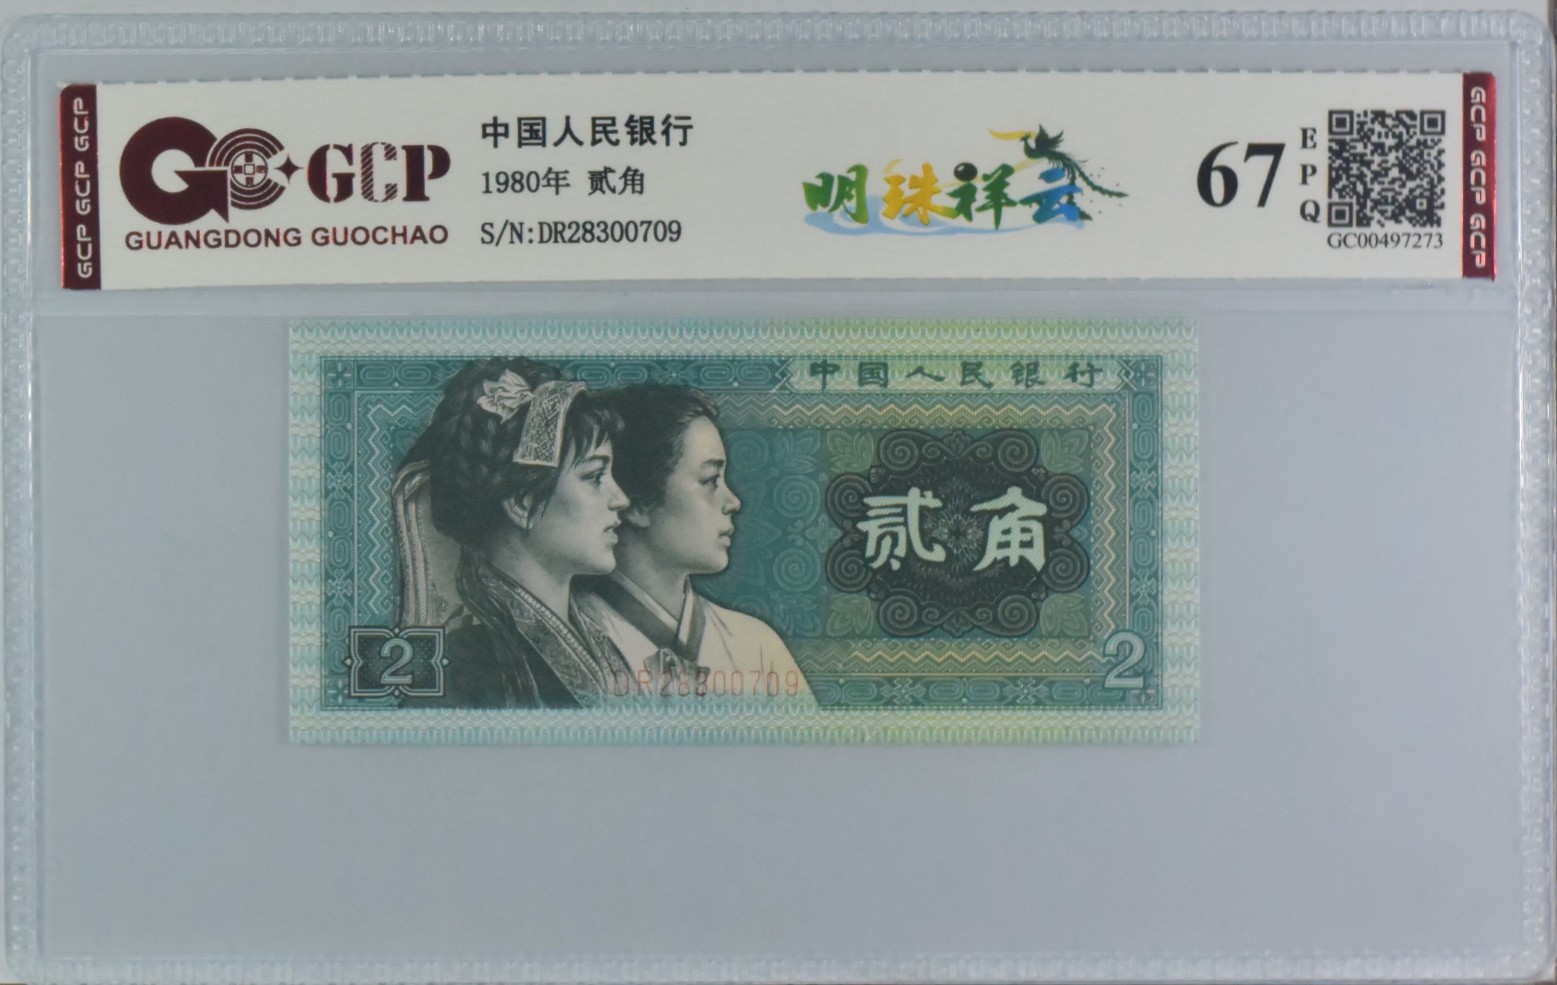 GCP GCP GCP
GCP
GUANGDONG GUOCHAO
中国人民银行
1980年 贰角
S/N:DR28300709
明珠祥云
67
EPQ
GC00497273
GCP GCP GCP
中国人民银行
贰角
2
2
DR28300709